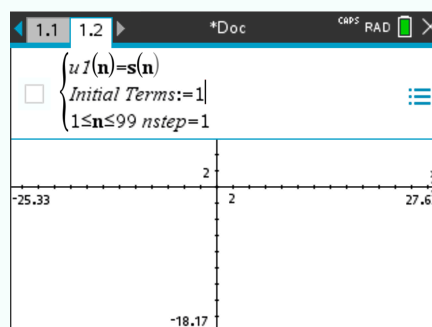 1.1 1.2 *Doc CAPS RAD
u1(n)=s(n)
Initial Terms:=1
1≤n≤99 nstep=1
2
-25.33 2 27.6
-18.17